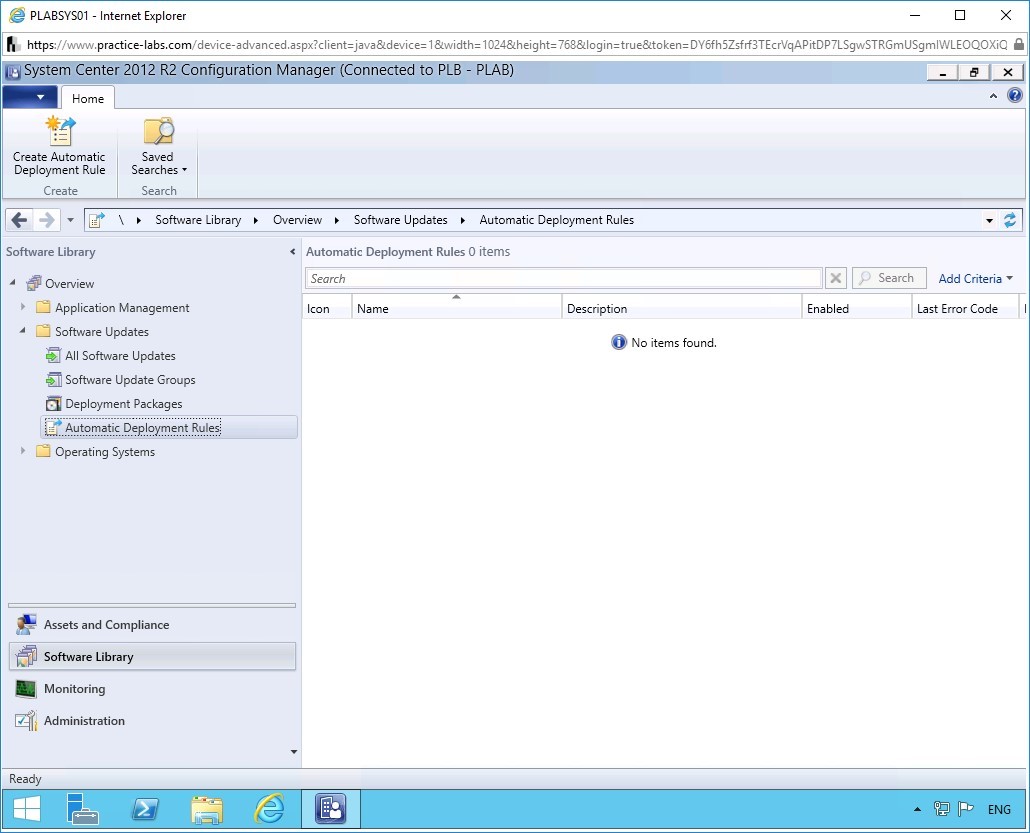 PLABSYS01 - Internet Explorer
https://www.practice-labs.com/device-advanced.aspx?client=java&device=1&width=1024&height=768&login=true&token=DY6fh5Zsfrf3TEcrVqAPitDP7LSgwSTRGmUSgmlWLEOQOXiQ
System Center 2012 R2 Configuration Manager (Connected to PLB - PLAB)
Home
Create Automatic Deployment Rule
Saved Searches
Create
Search
\ Software Library Overview Software Updates Automatic Deployment Rules
Software Library
Overview
Application Management
Software Updates
All Software Updates
Software Update Groups
Deployment Packages
Automatic Deployment Rules
Operating Systems
Assets and Compliance
Software Library
Monitoring
Administration
Automatic Deployment Rules 0 items
Search
Search
Add Criteria
Icon Name Description Enabled Last Error Code
No items found.
Ready
ENG